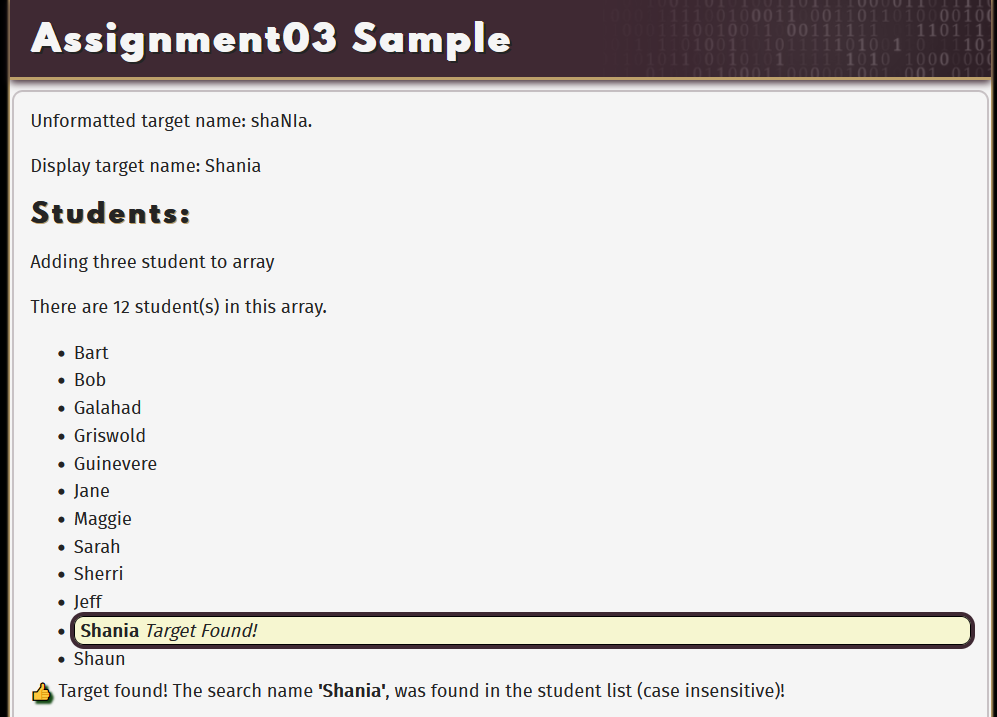 Assignment03 Sample
Unformatted target name: shaNIa.
Display target name: Shania
Students:
Adding three student to array
There are 12 student(s) in this array.
• Bart
• Bob
• Galahad
• Griswold
• Guinevere
• Jane
• Maggie
• Sarah
• Sherri
• Jeff
• Shania Target Found!
• Shaun
👍 Target found! The search name 'Shania', was found in the student list (case insensitive)!